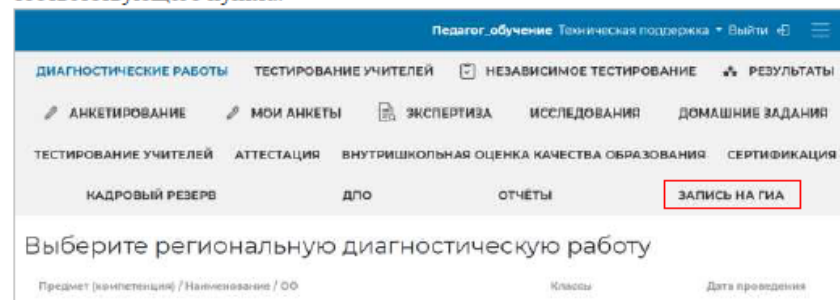 Педагог_обучение Техническая поддержка Выйти
ДИАГНОСТИЧЕСКИЕ РАБОТЫ ТЕСТИРОВАНИЕ УЧИТЕЛЕЙ НЕЗАВИСИМОЕ ТЕСТИРОВАНИЕ РЕЗУЛЬТАТЫ
АНКЕТИРОВАНИЕ МОИ АНКЕТЫ ЭКСПЕРТИЗА ИССЛЕДОВАНИЯ ДОМАШНИЕ ЗАДАНИЯ
ТЕСТИРОВАНИЕ УЧИТЕЛЕЙ АТТЕСТАЦИЯ ВНУТРИШКОЛЬНАЯ ОЦЕНКА КАЧЕСТВА ОБРАЗОВАНИЯ СЕРТИФИКАЦИЯ
КАДРОВЫЙ РЕЗЕРВ ДПО ОТЧЁТЫ ЗАПИСЬ НА ГИА
Выберите региональную диагностическую работу
Предмет (компетенция) / Наименование / ОО Классы Дата проведения